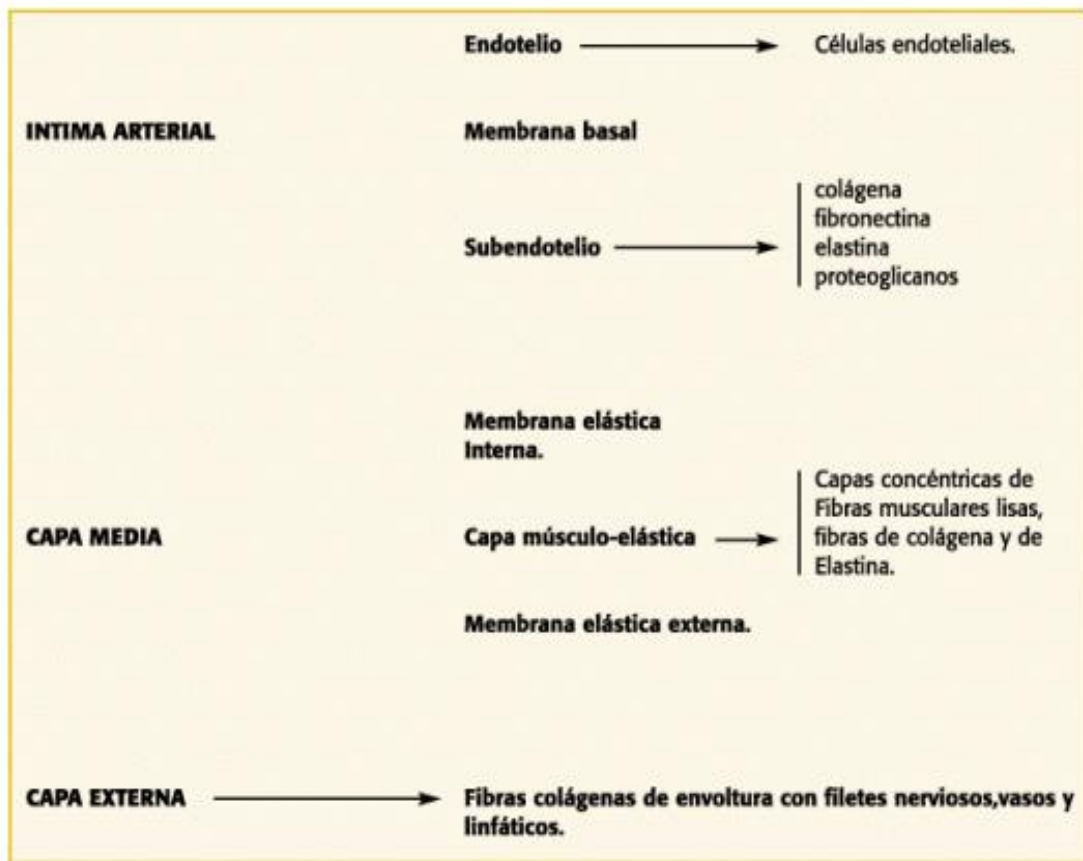 Endotelio
Células endoteliales.
INTIMA ARTERIAL
Membrana basal
Subendotelio
colágena
fibronectina
elastina
proteoglicanos
Membrana elástica
Interna.
CAPA MEDIA
Capa músculo-elástica
Capas concéntricas de
Fibras musculares lisas,
fibras de colágena y de
Elastina.
Membrana elástica externa.
CAPA EXTERNA
Fibras colágenas de envoltura con filetes nerviosos,vasos y
linfáticos.